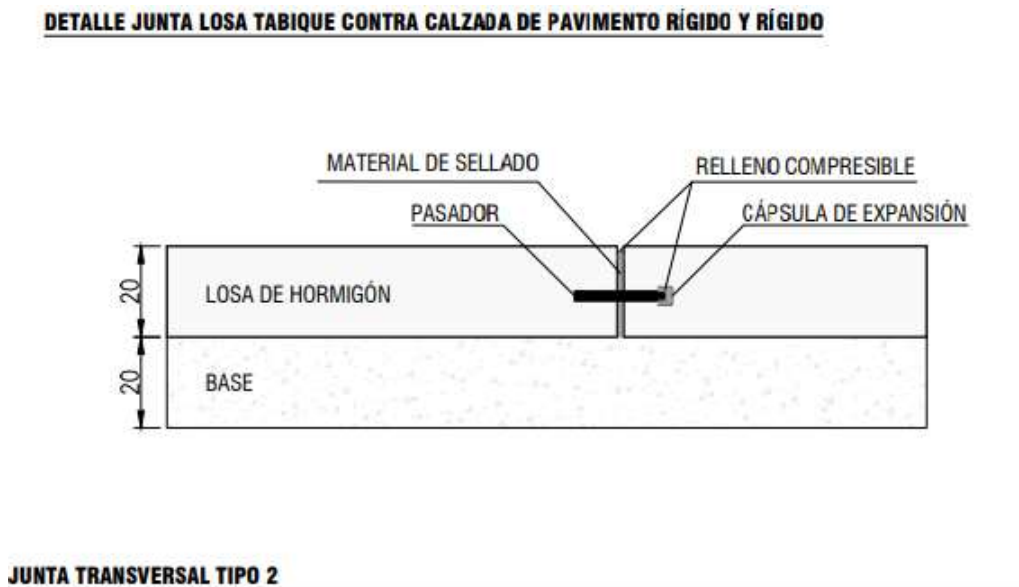 DETALLE JUNTA LOSA TABIQUE CONTRA CALZADA DE PAVIMENTO RÍGIDO Y RÍGIDO
MATERIAL DE SELLADO
RELLENO COMPRESIBLE
PASADOR
CÁPSULA DE EXPANSIÓN
20
LOSA DE HORMIGÓN
20
BASE
JUNTA TRANSVERSAL TIPO 2